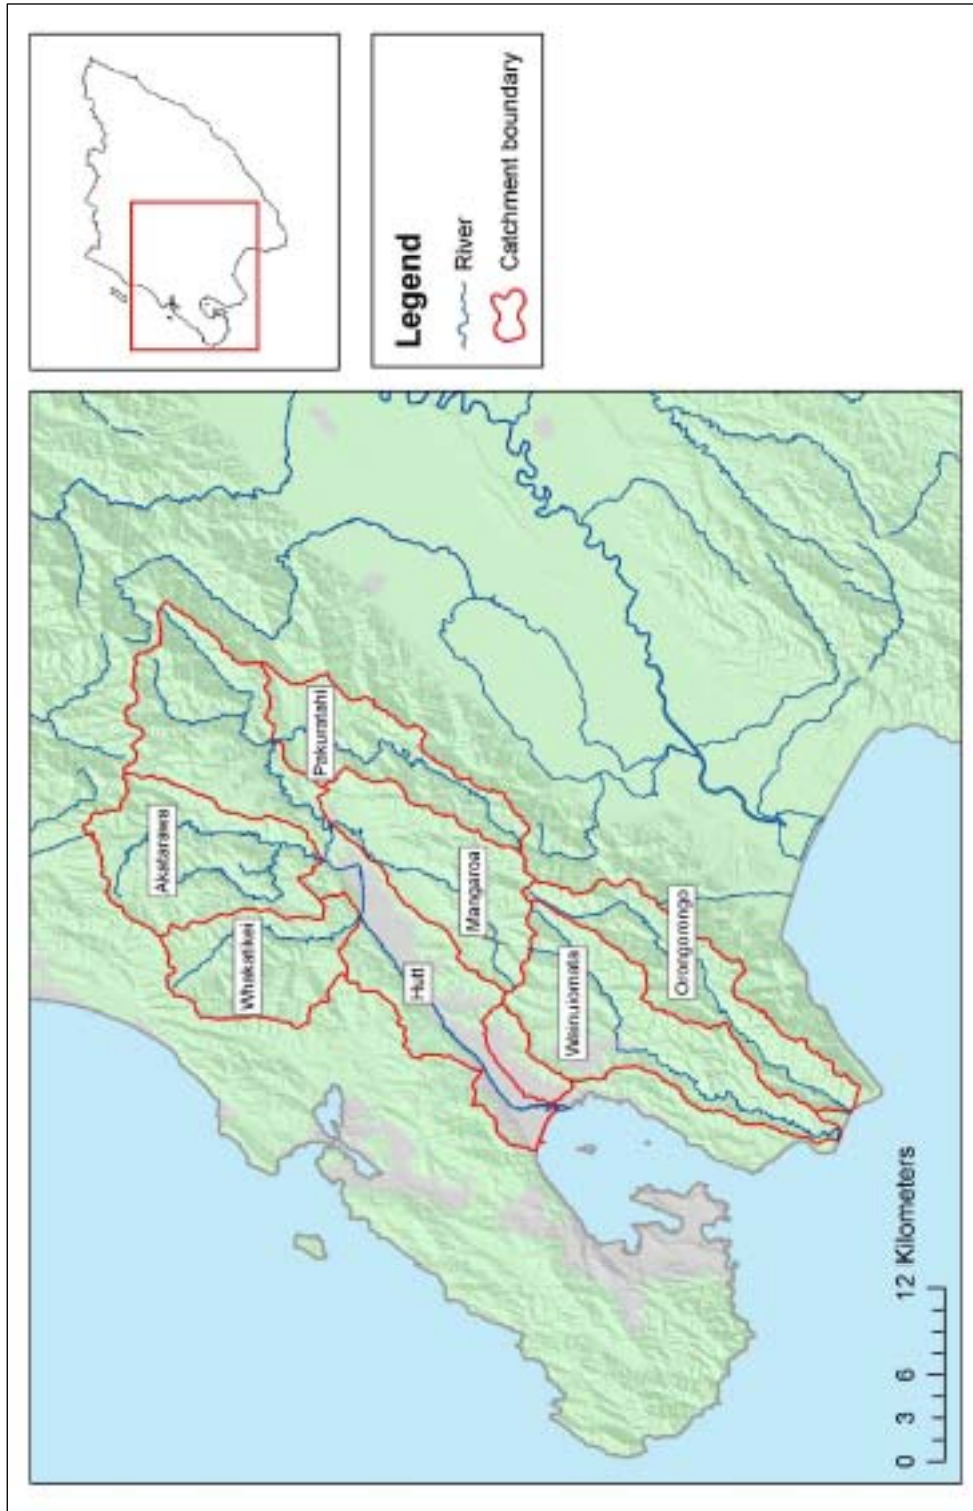 Legend
River
Catchment boundary
Akatarawa
Whakatikei
Pakuratahi
Hutt
Mangaroa
Wainuiomata
Orongorongo
0 3 6 12 Kilometers